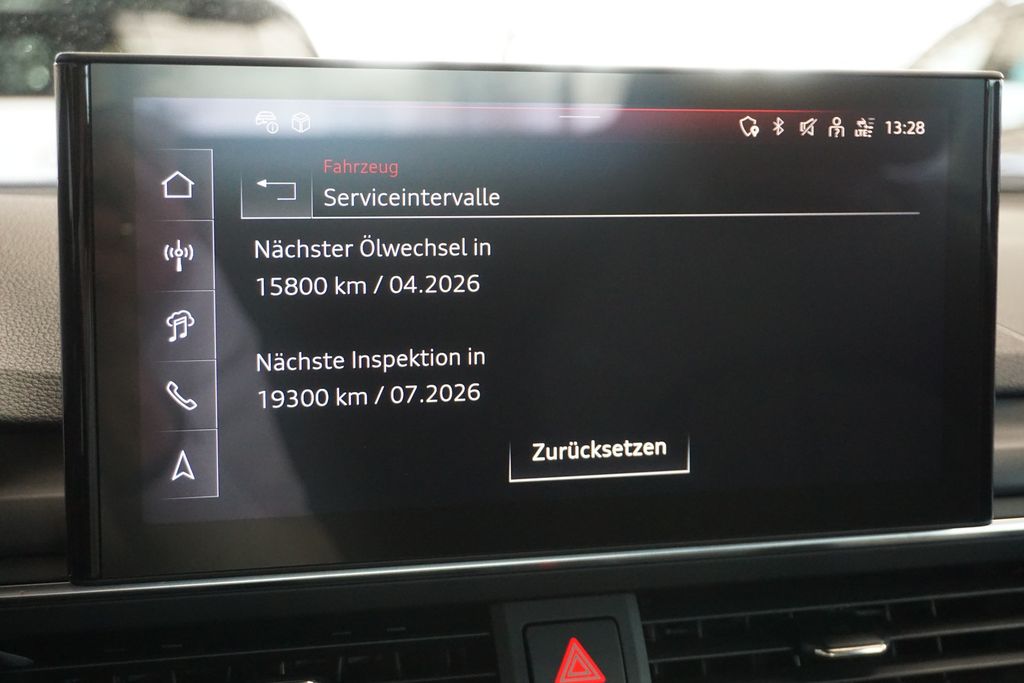 LTE
13:28
Fahrzeug
Serviceintervalle
Nächster Ölwechsel in
15800 km / 04.2026
Nächste Inspektion in
19300 km / 07.2026
Zurücksetzen